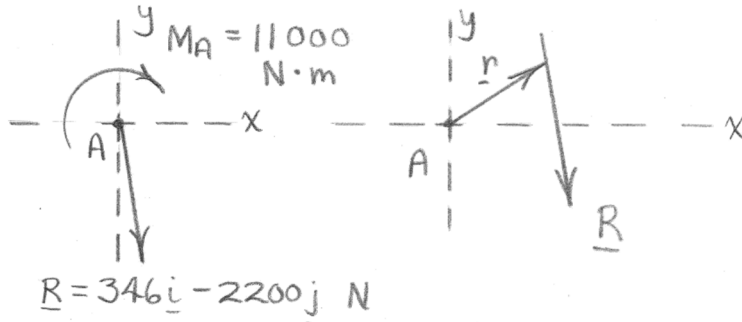 y
M_A = 11000
N·m
x
A
R = 346i - 2200j N
y
r
x
A
R